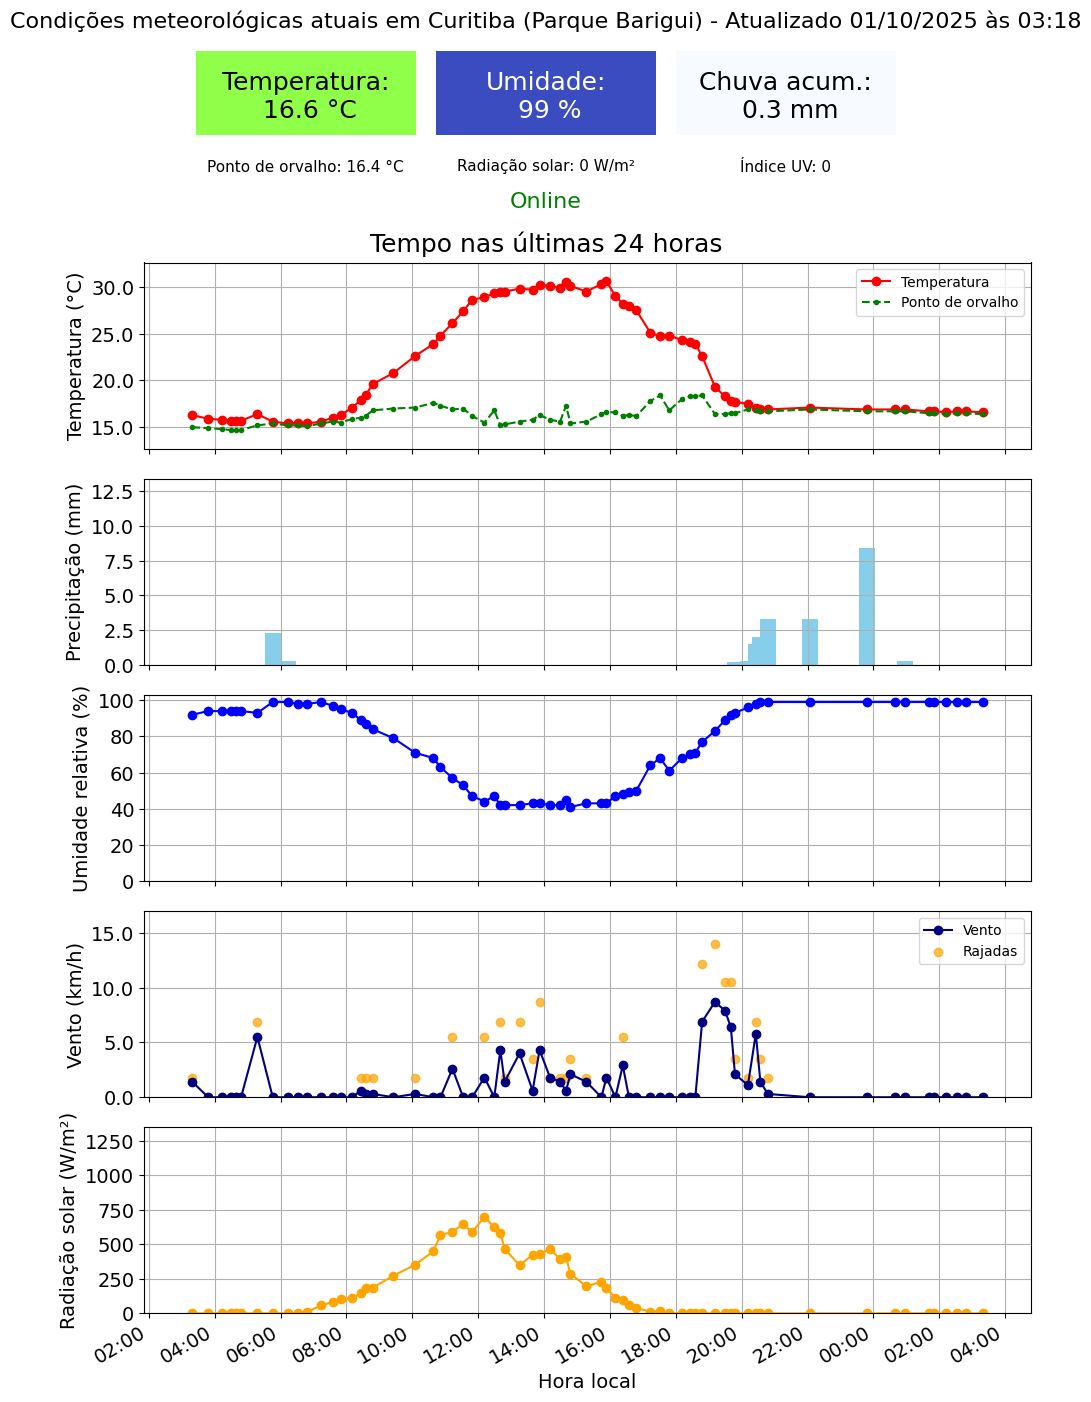 Condições meteorológicas atuais em Curitiba (Parque Barigui) - Atualizado 01/10/2025 às 03:18
Temperatura:
16.6 °C
Umidade:
99 %
Chuva acum.:
0.3 mm
Ponto de orvalho: 16.4 °C
Radiação solar: 0 W/m²
Índice UV: 0
Online
Tempo nas últimas 24 horas
Temperatura (°C)
30.0
25.0
20.0
15.0
Temperatura
Ponto de orvalho
Precipitação (mm)
12.5
10.0
7.5
5.0
2.5
0.0
Umidade relativa (%)
100
80
60
40
20
0
Vento (km/h)
15.0
10.0
5.0
0.0
Vento
Rajadas
Radiação solar (W/m²)
1250
1000
750
500
250
0
02:00
04:00
06:00
08:00
10:00
12:00
14:00
16:00
18:00
20:00
22:00
00:00
02:00
04:00
Hora local